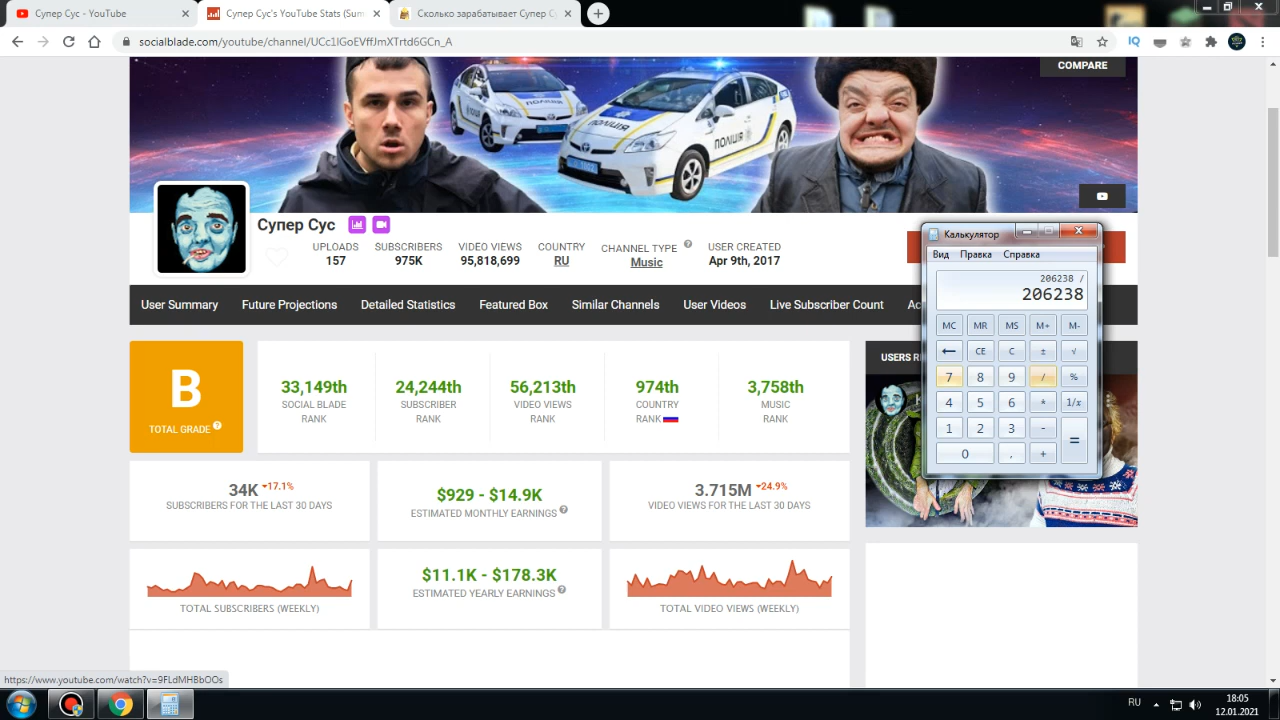 Супер Сус - YouTube
Супер Сус's YouTube Stats (Sum
Сколько зарабатывает Супер С
socialblade.com/youtube/channel/UCc1lGoEVffJmXTrtd6GCn_A
IQ
COMPARE
ПОЛІЦІЯ
ПОЛІЦІЯ
ПОЛІЦІЯ
Супер Сус
UPLOADS
157
SUBSCRIBERS
975K
VIDEO VIEWS
95,818,699
COUNTRY
RU
CHANNEL TYPE
Music
USER CREATED
Apr 9th, 2017
User Summary
Future Projections
Detailed Statistics
Featured Box
Similar Channels
User Videos
Live Subscriber Count
Ac
B
TOTAL GRADE
33,149th
SOCIAL BLADE
RANK
24,244th
SUBSCRIBER
RANK
56,213th
VIDEO VIEWS
RANK
974th
COUNTRY
RANK
3,758th
MUSIC
RANK
USERS R
34K 17.1%
SUBSCRIBERS FOR THE LAST 30 DAYS
$929 - $14.9K
ESTIMATED MONTHLY EARNINGS
3.715M 24.9%
VIDEO VIEWS FOR THE LAST 30 DAYS
TOTAL SUBSCRIBERS (WEEKLY)
$11.1K - $178.3K
ESTIMATED YEARLY EARNINGS
TOTAL VIDEO VIEWS (WEEKLY)
Калькулятор
Вид Правка Справка
206238 /
206238
MC MR MS M+ M-
← CE C ± √
7 8 9 / %
4 5 6 * 1/x
1 2 3 - =
0 , +
https://www.youtube.com/watch?v=9FLdMHBbOOs
RU
18:05
12.01.2021